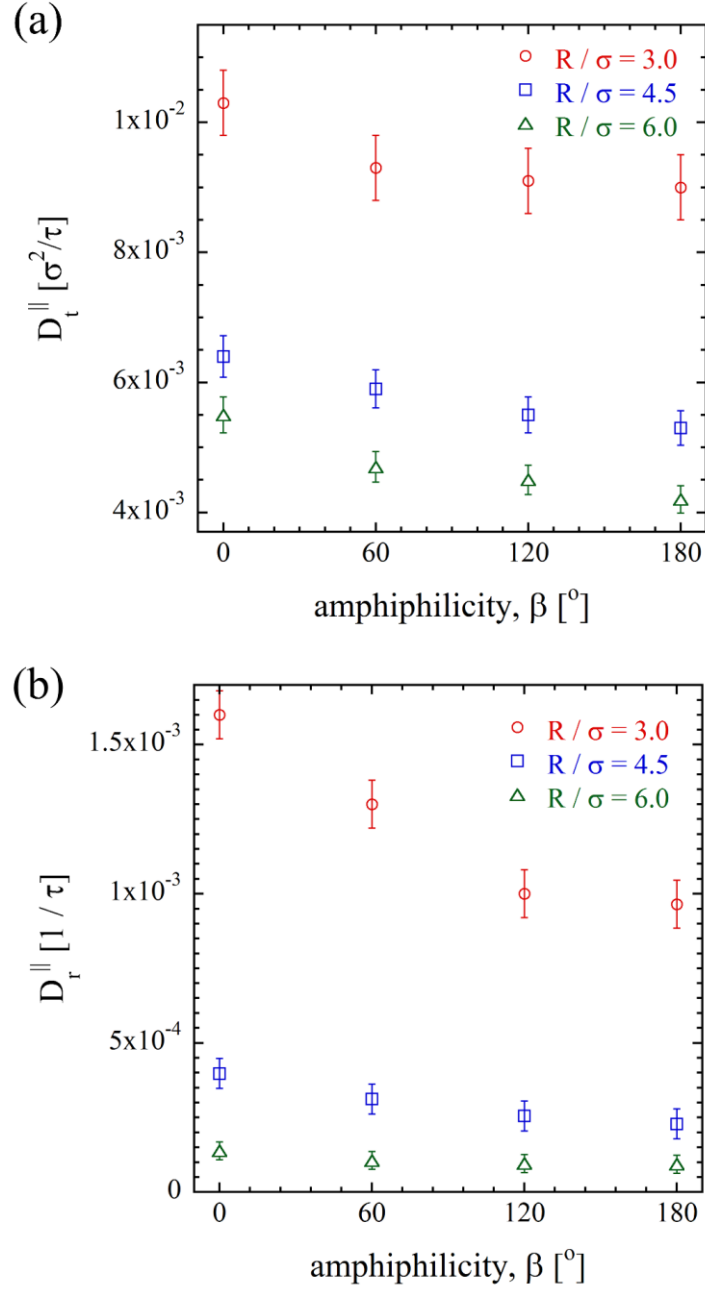 (a)
R / σ = 3.0
R / σ = 4.5
R / σ = 6.0
1x10⁻²
8x10⁻³
6x10⁻³
4x10⁻³
Dₜ^|| [σ²/τ]
0 60 120 180
amphiphilicity, β [°]
(b)
R / σ = 3.0
R / σ = 4.5
R / σ = 6.0
1.5x10⁻³
1x10⁻³
5x10⁻⁴
0
Dᵣ^|| [1 / τ]
0 60 120 180
amphiphilicity, β [°]